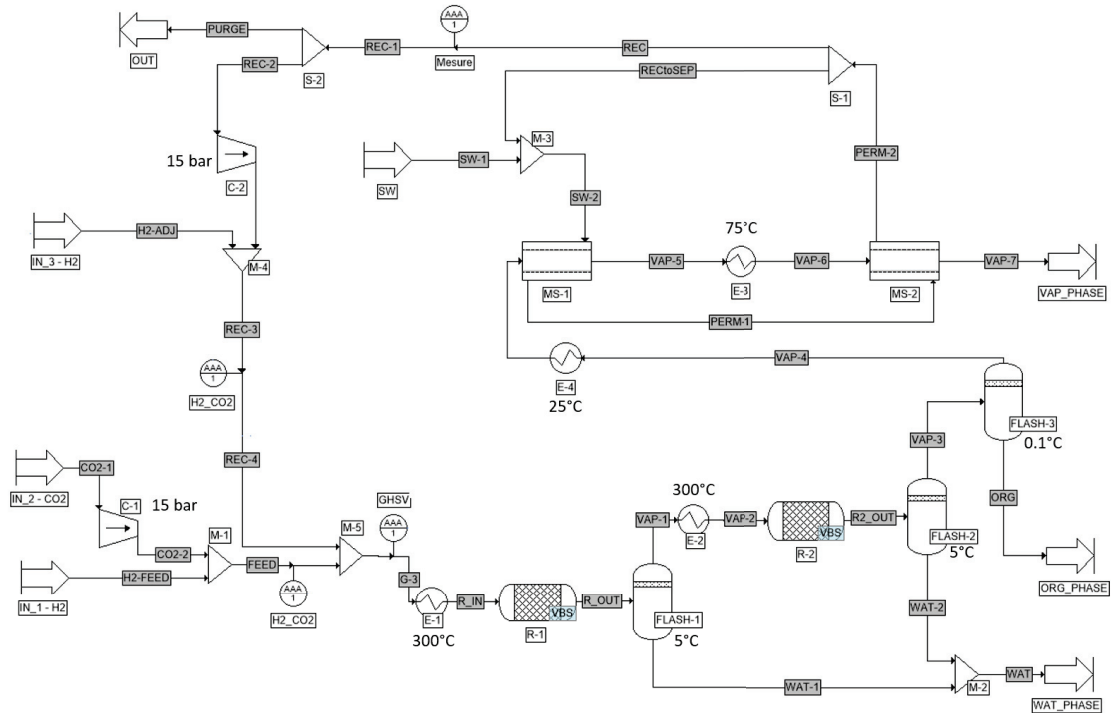 AAA
1
PURGE
REC-1
REC
OUT
Mesure
REC-2
S-2
RECtoSEP
S-1
15 bar
C-2
M-3
SW-1
SW
PERM-2
SW-2
H2-ADJ
IN_3 - H2
M-4
75°C
VAP-5
VAP-6
VAP-7
MS-1
E-3
MS-2
VAP_PHASE
PERM-1
REC-3
VAP-4
E-4
25°C
AAA
1
H2_CO2
FLASH-3
0.1°C
VAP-3
REC-4
CO2-1
IN_2 - CO2
C-1
15 bar
GHSV
AAA
1
300°C
ORG
M-1
M-5
VAP-1
VAP-2
R2_OUT
VBS
E-2
R-2
FLASH-2
5°C
CO2-2
FEED
H2-FEED
IN_1 - H2
AAA
1
H2_CO2
G-3
R_IN
R_OUT
VBS
E-1
300°C
R-1
FLASH-1
5°C
ORG_PHASE
WAT-2
WAT-1
M-2
WAT
WAT_PHASE